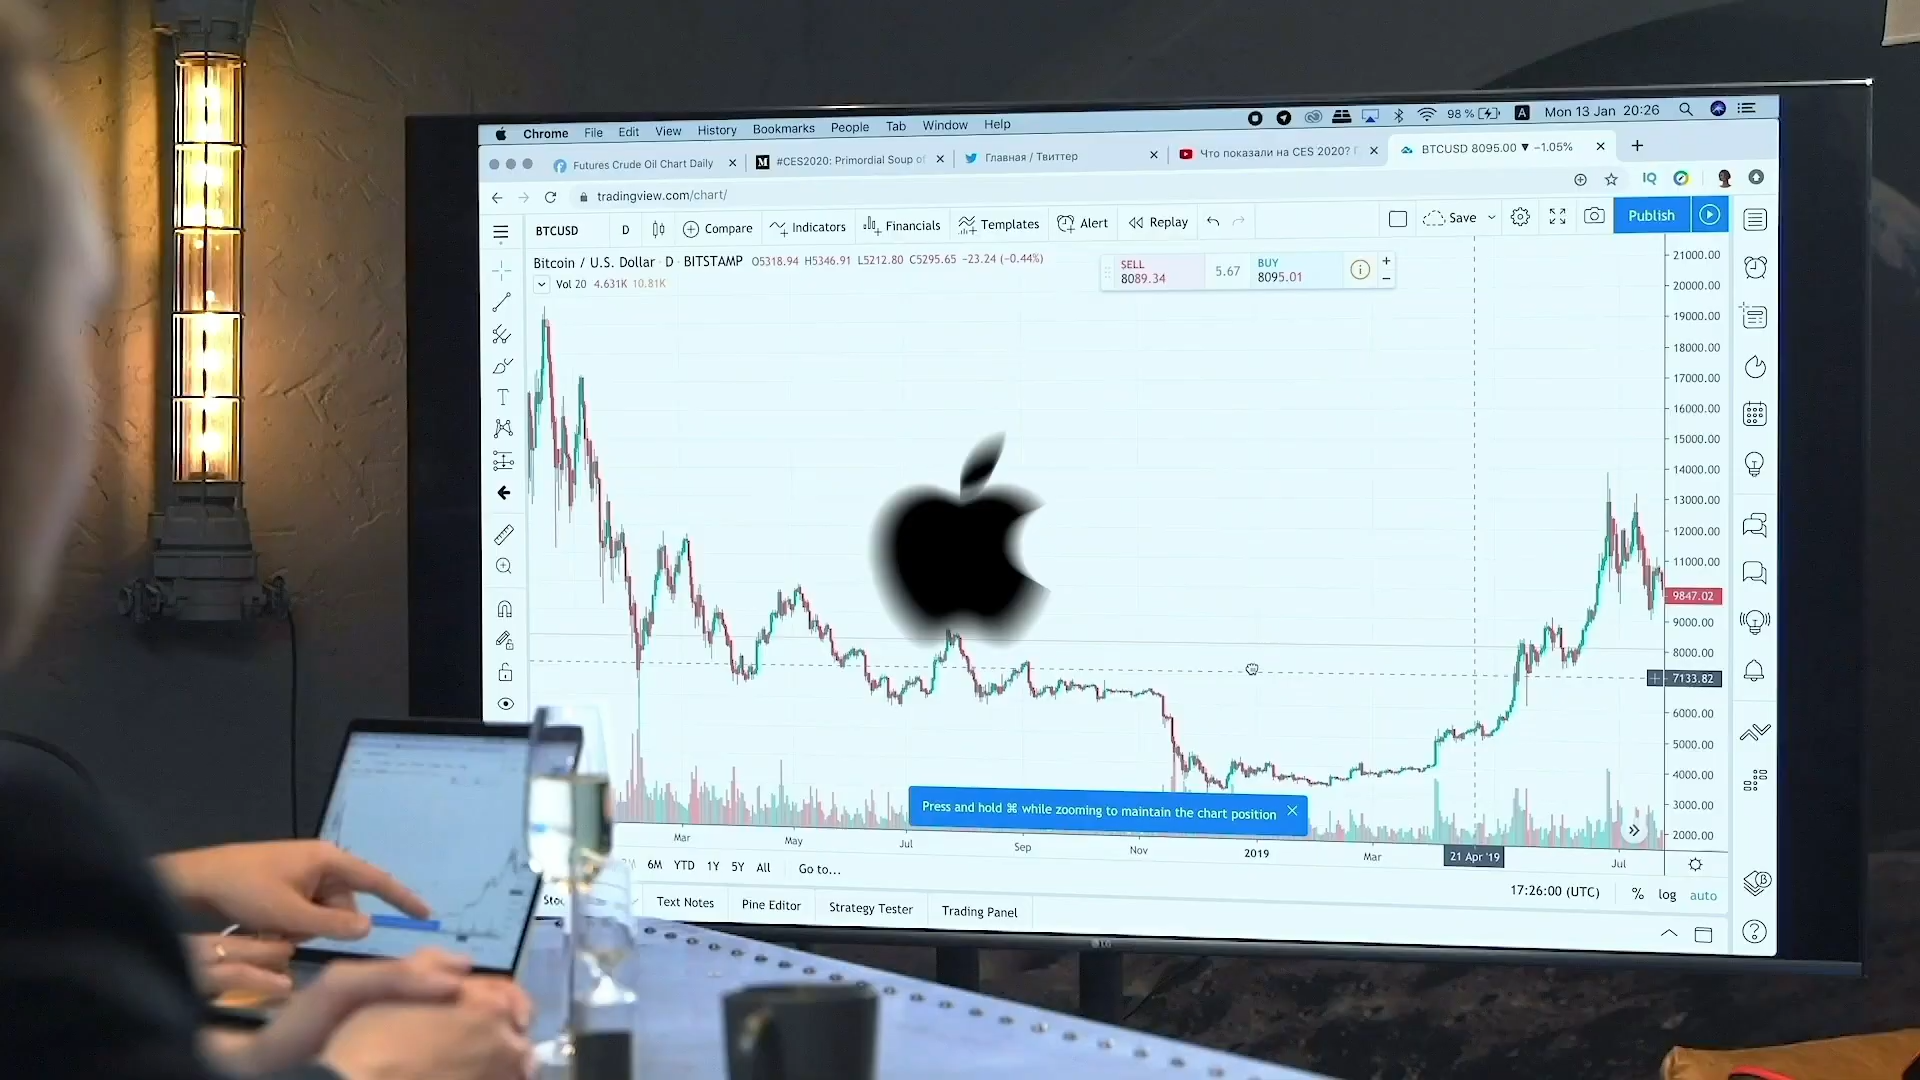 Chrome File Edit View History Bookmarks People Tab Window Help 98 % A Mon 13 Jan 20:26
Futures Crude Oil Chart Daily #CES2020: Primordial Soup of Главная / Твиттер Что показали на CES 2020? BTCUSD 8095.00 ▼ −1.05%
tradingview.com/chart/ IQ
BTCUSD D Compare Indicators Financials Templates Alert Replay Save Publish
Bitcoin / U.S. Dollar D BITSTAMP O5318.94 H5346.91 L5212.80 C5295.65 −23.24 (−0.44%)
Vol 20 4.631K 10.81K
SELL
8089.34
5.67
BUY
8095.01
21000.00
20000.00
19000.00
18000.00
17000.00
16000.00
15000.00
14000.00
13000.00
12000.00
11000.00
9847.02
9000.00
8000.00
7133.82
6000.00
5000.00
4000.00
3000.00
2000.00
Press and hold ⌘ while zooming to maintain the chart position
Mar May Jul Sep Nov 2019 Mar 21 Apr '19 Jul
6M YTD 1Y 5Y All Go to...
17:26:00 (UTC) % log auto
Text Notes Pine Editor Strategy Tester Trading Panel
LG